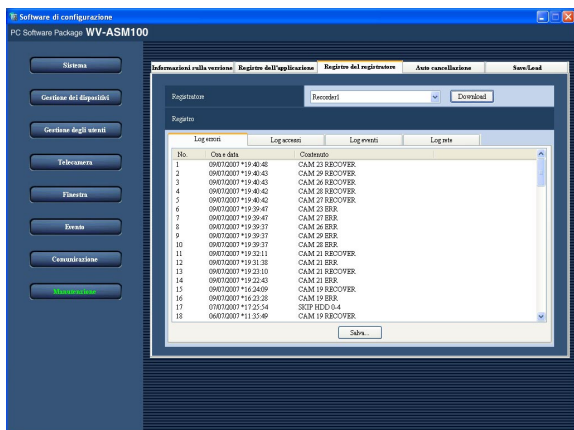 Software di configurazione
PC Software Package WV-ASM100
Sistema
Gestione dei dispositivi
Gestione degli utenti
Telecamera
Finestra
Evento
Comunicazione
Manutenzione
Informazioni sulla versione Registro dell'applicazione Registro del registratore Auto cancellazione Save/Load
Registratore Recorder1 Download
Registro
Log errori Log accessi Log eventi Log rete
No. Ora e data Contenuto
1 09/07/2007 *19:40:48 CAM 23 RECOVER
2 09/07/2007 *19:40:43 CAM 29 RECOVER
3 09/07/2007 *19:40:43 CAM 26 RECOVER
4 09/07/2007 *19:40:42 CAM 28 RECOVER
5 09/07/2007 *19:40:42 CAM 27 RECOVER
6 09/07/2007 *19:39:47 CAM 23 ERR
7 09/07/2007 *19:39:47 CAM 27 ERR
8 09/07/2007 *19:39:37 CAM 26 ERR
9 09/07/2007 *19:39:37 CAM 29 ERR
10 09/07/2007 *19:39:37 CAM 28 ERR
11 09/07/2007 *19:32:11 CAM 21 RECOVER
12 09/07/2007 *19:31:38 CAM 21 ERR
13 09/07/2007 *19:23:10 CAM 21 RECOVER
14 09/07/2007 *19:22:43 CAM 21 ERR
15 09/07/2007 *16:24:09 CAM 19 RECOVER
16 09/07/2007 *16:23:28 CAM 19 ERR
17 07/07/2007 *17:25:54 SKIP HDD 0-4
18 06/07/2007 *11:35:49 CAM 19 RECOVER
Salva...